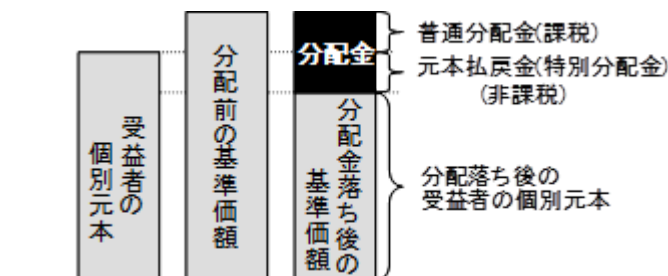 受益者の
個別元本
分配前の基準価額
分配金
分配金落ち後の
基準価額
普通分配金(課税)
元本払戻金(特別分配金)
(非課税)
分配落ち後の
受益者の個別元本